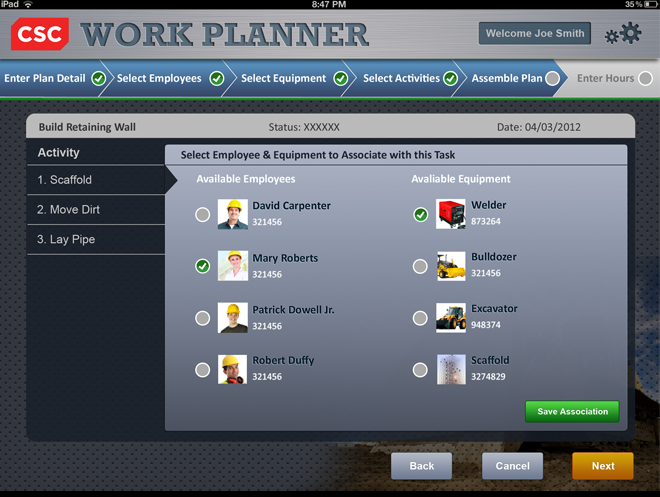 iPad 8:47 PM 35%
CSC WORK PLANNER Welcome Joe Smith
Enter Plan Detail Select Employees Select Equipment Select Activities Assemble Plan Enter Hours
Build Retaining Wall Status: XXXXXX Date: 04/03/2012
Activity
1. Scaffold
2. Move Dirt
3. Lay Pipe
Select Employee & Equipment to Associate with this Task
Available Employees
David Carpenter
321456
Mary Roberts
321456
Patrick Dowell Jr.
321456
Robert Duffy
321456
Avaliable Equipment
Welder
873264
Bulldozer
321456
Excavator
948374
Scaffold
3274829
Save Association
Back Cancel Next